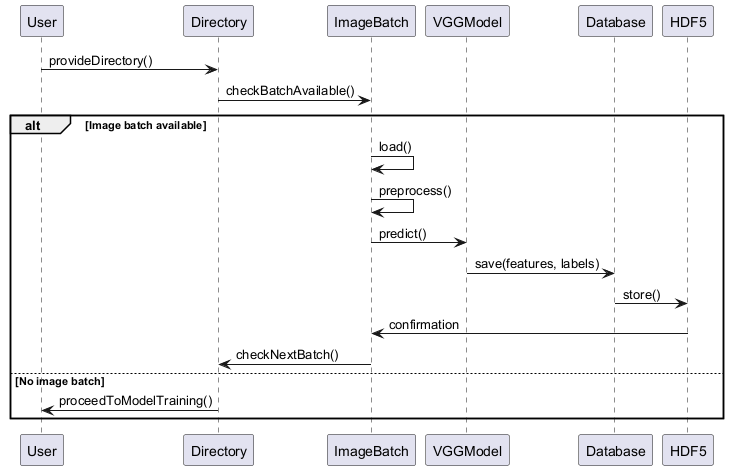 User Directory ImageBatch VGGModel Database HDF5
provideDirectory()
checkBatchAvailable()
alt [Image batch available]
load()
preprocess()
predict()
save(features, labels)
store()
confirmation
checkNextBatch()
[No image batch]
proceedToModelTraining()
User Directory ImageBatch VGGModel Database HDF5